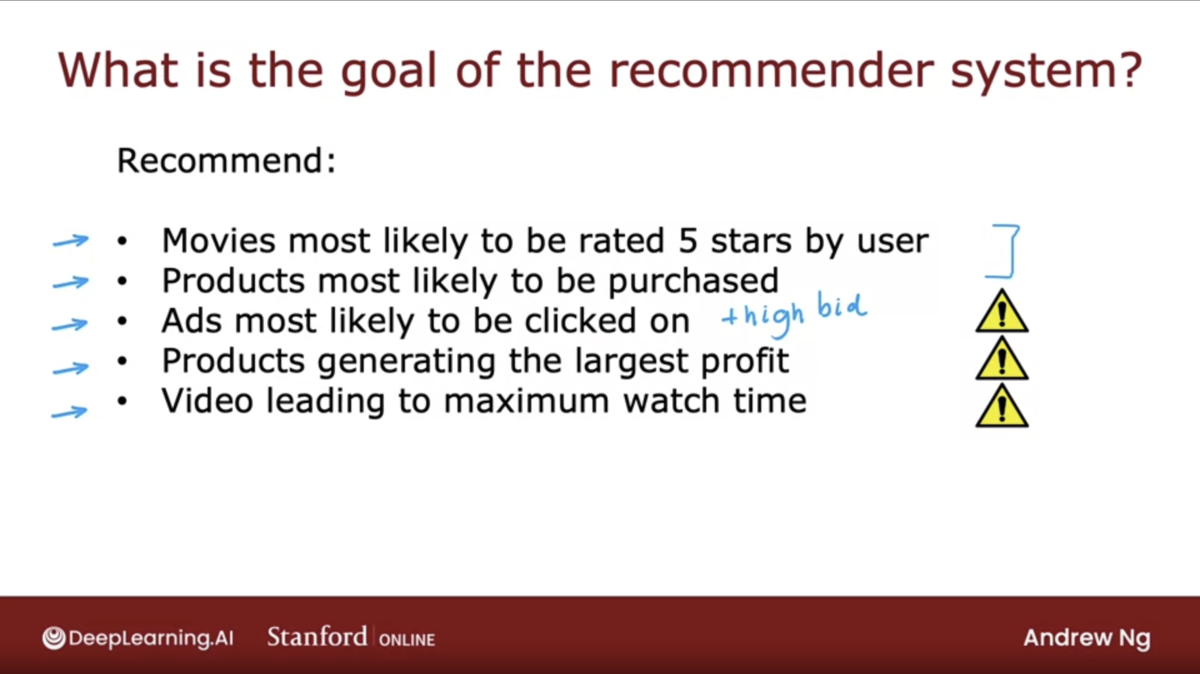 What is the goal of the recommender system?
Recommend:
→ • Movies most likely to be rated 5 stars by user
→ • Products most likely to be purchased
→ • Ads most likely to be clicked on +high bid
→ • Products generating the largest profit
→ • Video leading to maximum watch time
DeepLearning.AI Stanford ONLINE Andrew Ng